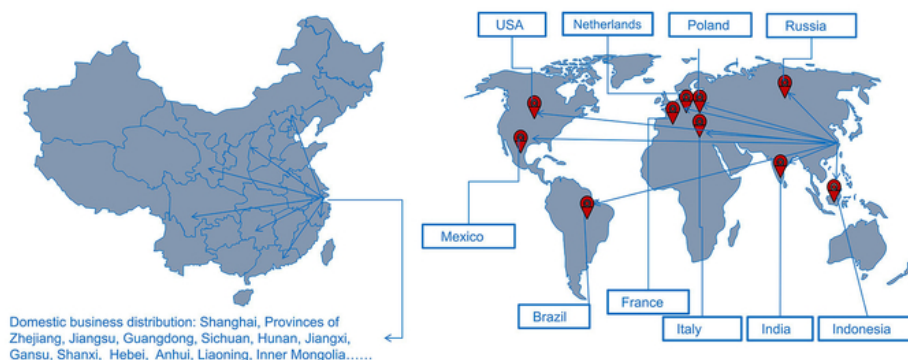 USA
Netherlands
Poland
Russia
Mexico
Brazil
France
Italy
India
Indonesia
Domestic business distribution: Shanghai, Provinces of
Zhejiang, Jiangsu, Guangdong, Sichuan, Hunan, Jiangxi,
Gansu, Shanxi, Hebei, Anhui, Liaoning, Inner Mongolia......